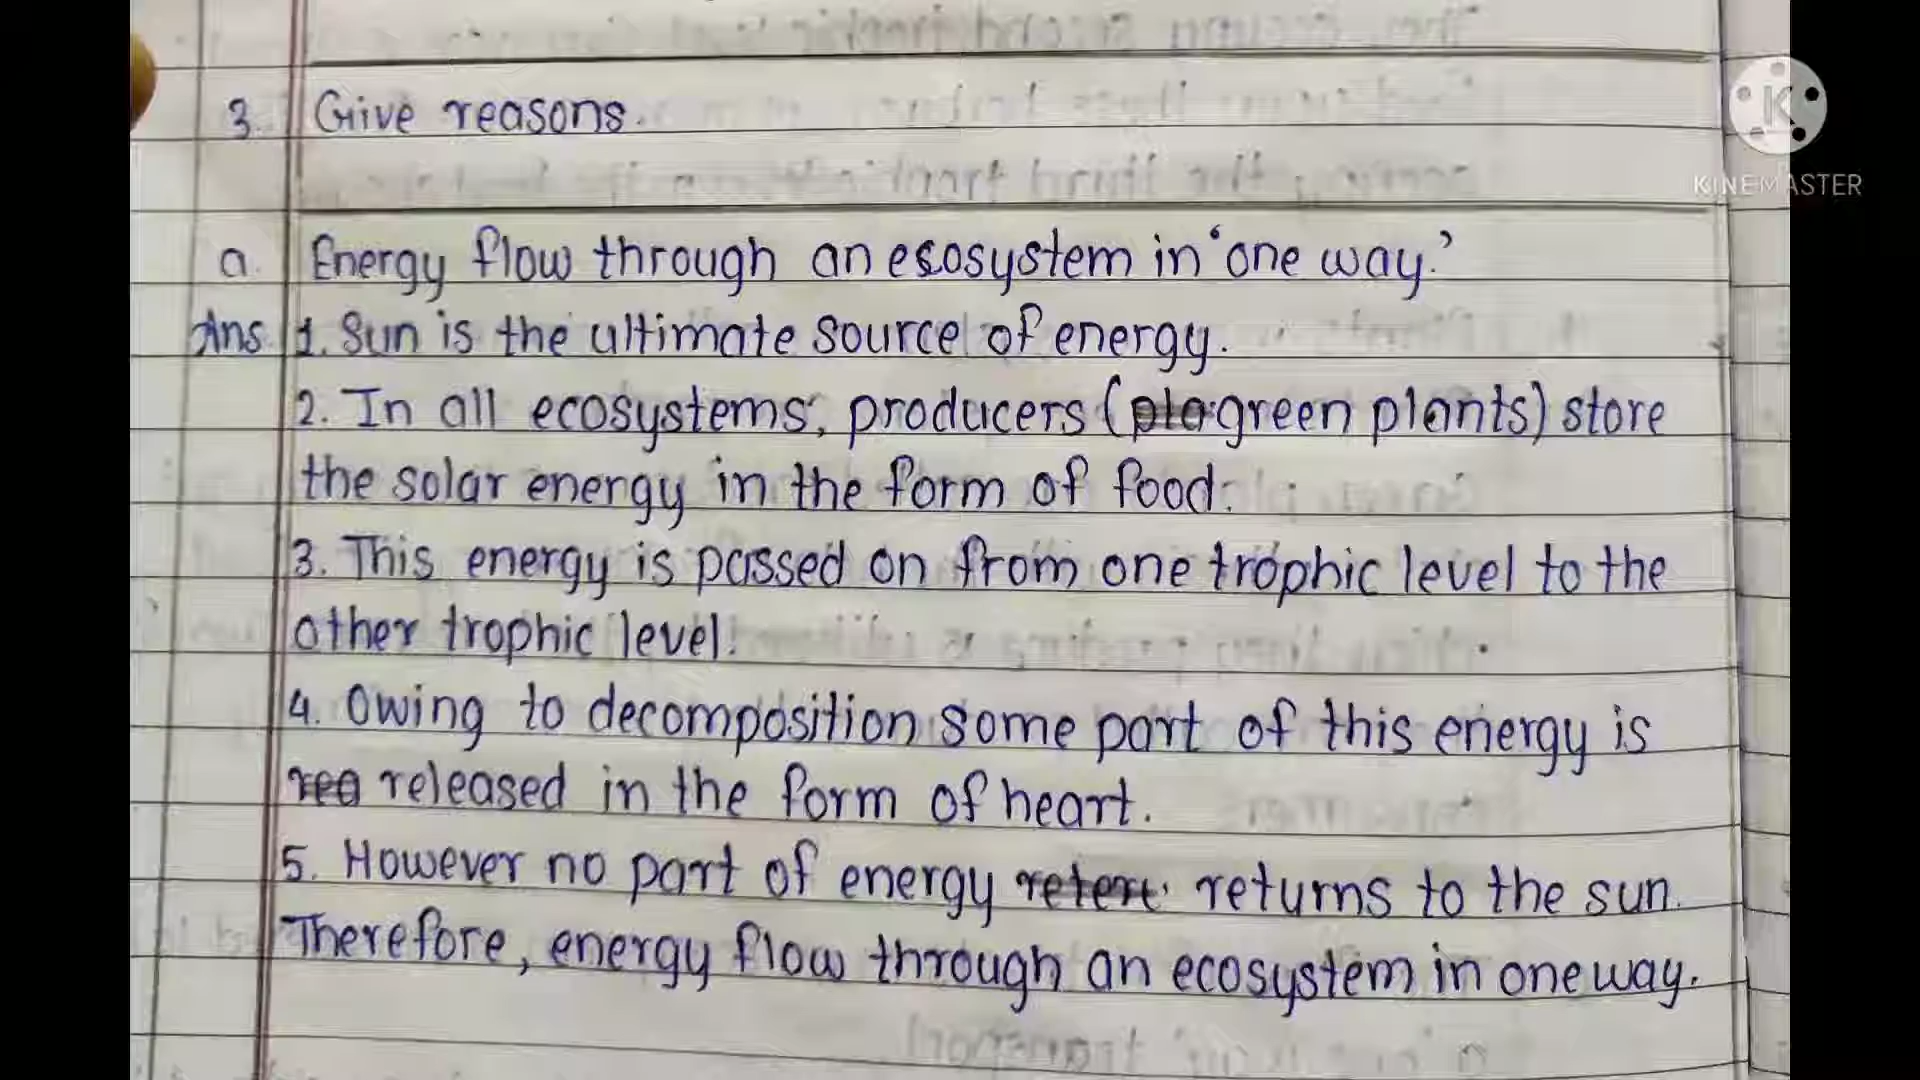 3. Give reasons.
KINEMASTER
a. Energy flow through an ecosystem in 'one way.'
Ans 1. Sun is the ultimate source of energy.
2. In all ecosystems, producers (pla green plants) store
the solar energy in the form of food.
3. This energy is passed on from one trophic level to the
other trophic level.
4. Owing to decomposition some part of this energy is
rea released in the form of heart.
5. However no part of energy retert returns to the sun.
Therefore, energy flow through an ecosystem in one way.